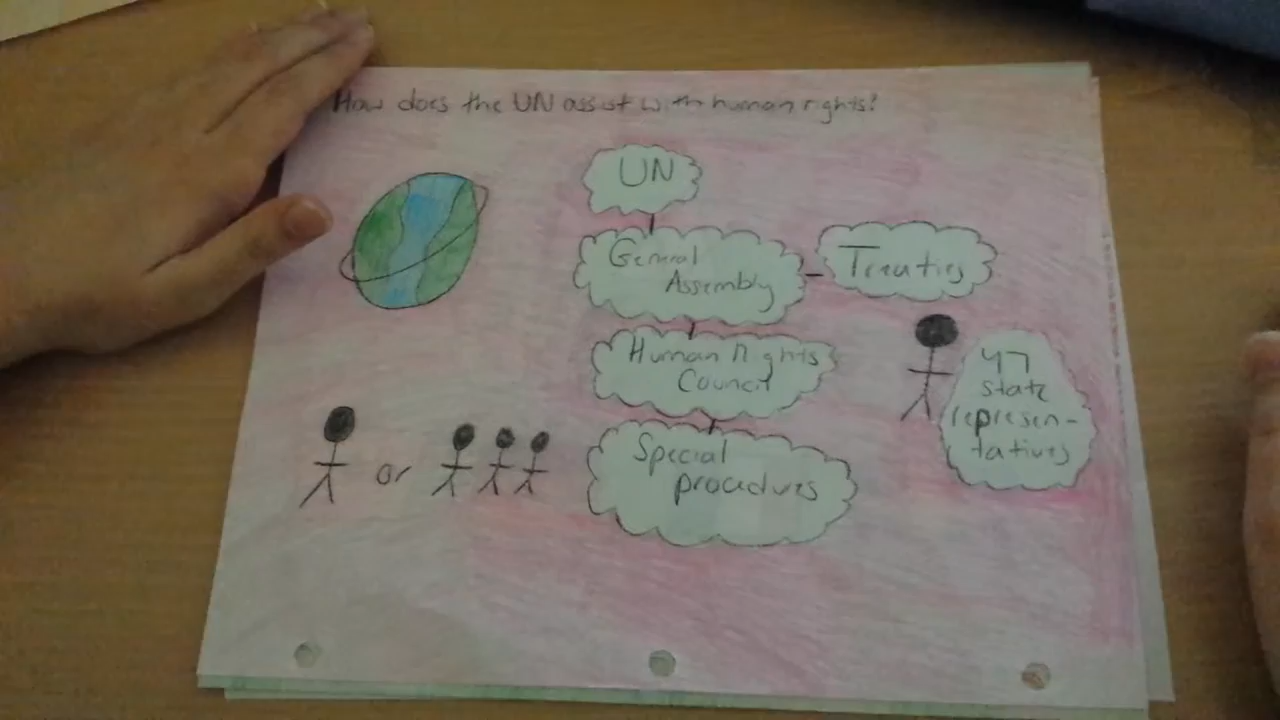 How does the UN assist with human rights?
UN
General
Assembly
Treaties
Human Rights
Council
47
state
represen-
tatives
Special
procedures
or